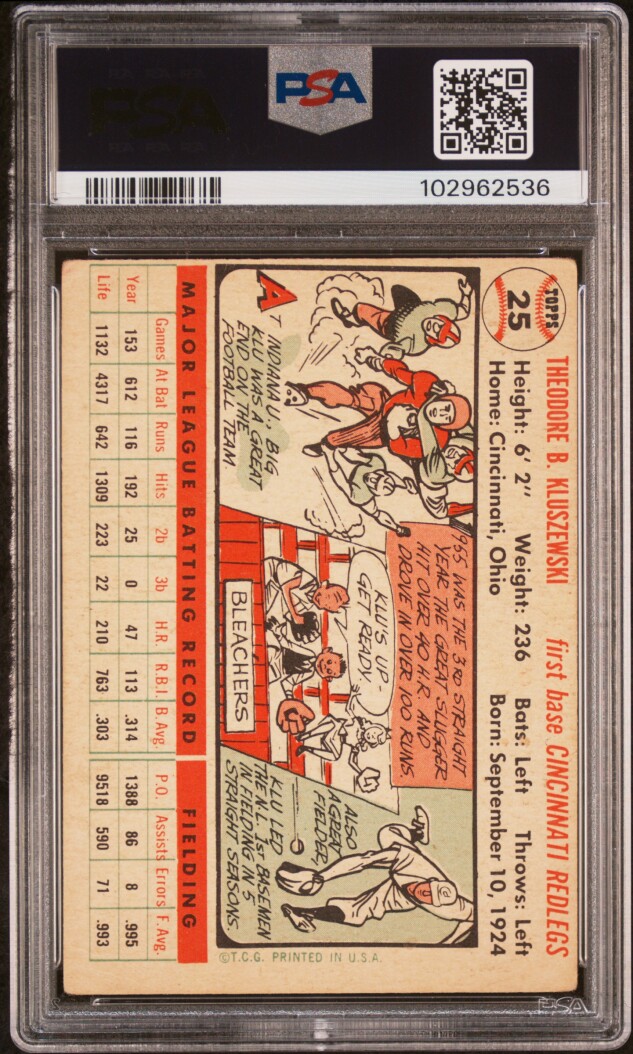 PSA
102962536
TOPPS
25
THEODORE B. KLUSZEWSKI first base CINCINNATI REDLEGS
Height: 6' 2" Weight: 236 Bats: Left Throws: Left
Home: Cincinnati, Ohio Born: September 10, 1924
AT INDIANA U., BIG
KLU WAS A GREAT
END ON THE
FOOTBALL TEAM
1955 WAS THE 3RD STRAIGHT
YEAR THE GREAT SLUGGER
HIT OVER 40 H.R. AND
DROVE IN OVER 100 RUNS.
KLU'S UP-
GET READY
BLEACHERS
ALSO
A GREAT
FIELDER,
KLU LED
THE N.L. 1ST BASEMEN
IN FIELDING IN 5
STRAIGHT SEASONS.
MAJOR LEAGUE BATTING RECORD FIELDING
Games At Bat Runs Hits 2b 3b H.R. R.B.I. B.Avg. P.O. Assists Errors F.Avg.
Year 153 612 116 192 25 0 47 113 .314 1388 86 8 .995
Life 1132 4317 642 1309 223 22 210 763 .303 9518 590 71 .993
©T.C.G. PRINTED IN U.S.A.
PSA